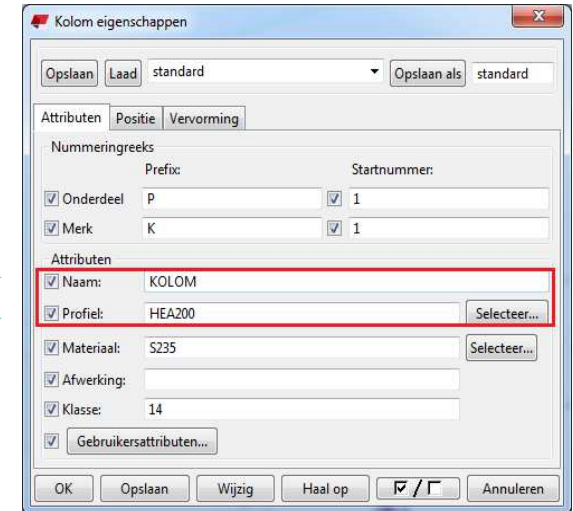 Kolom eigenschappen
Opslaan Laad standard Opslaan als standard
Attributen Positie Vervorming
Nummeringreeks
Prefix: Startnummer:
Onderdeel P 1
Merk K 1
Attributen
Naam: KOLOM
Profiel: HEA200 Selecteer...
Materiaal: S235 Selecteer...
Afwerking:
Klasse: 14
Gebruikersattributen...
OK Opslaan Wijzig Haal op / Annuleren